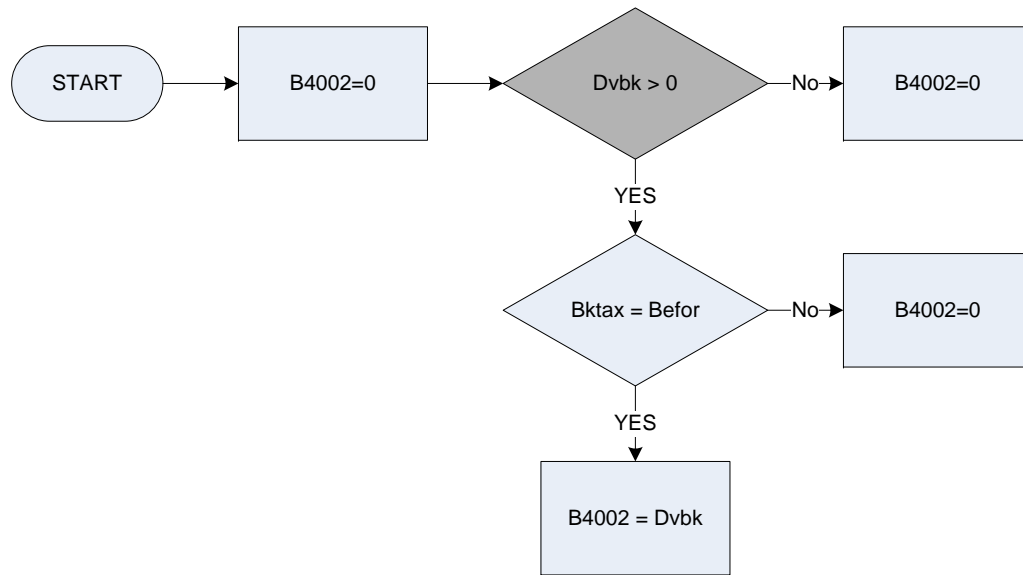 START
B4002=0
Dvbk > 0
No
B4002=0
YES
Bktax = Befor
No
B4002=0
YES
B4002 = Dvbk